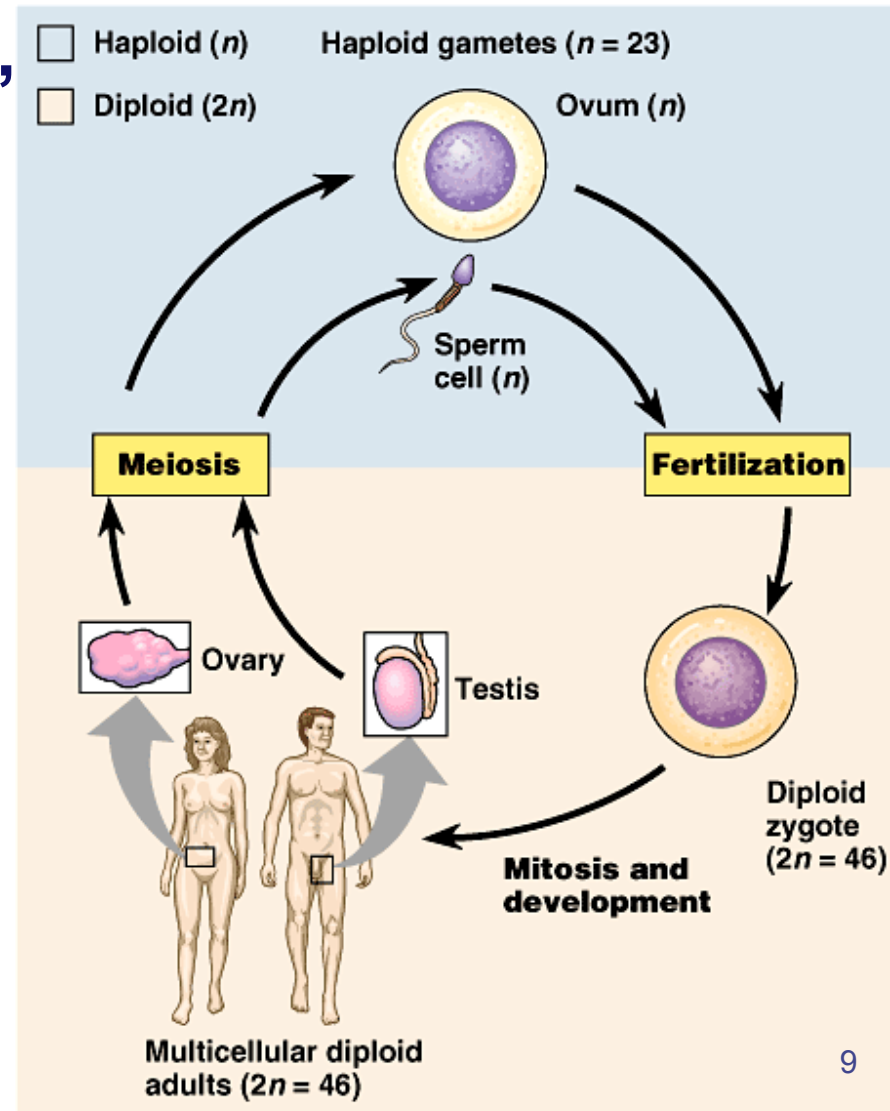 ,
Haploid (n)
Haploid gametes (n = 23)
Diploid (2n)
Ovum (n)
Sperm
cell (n)
Meiosis
Fertilization
Ovary
Testis
Diploid
zygote
(2n = 46)
Mitosis and
development
Multicellular diploid
adults (2n = 46)
9